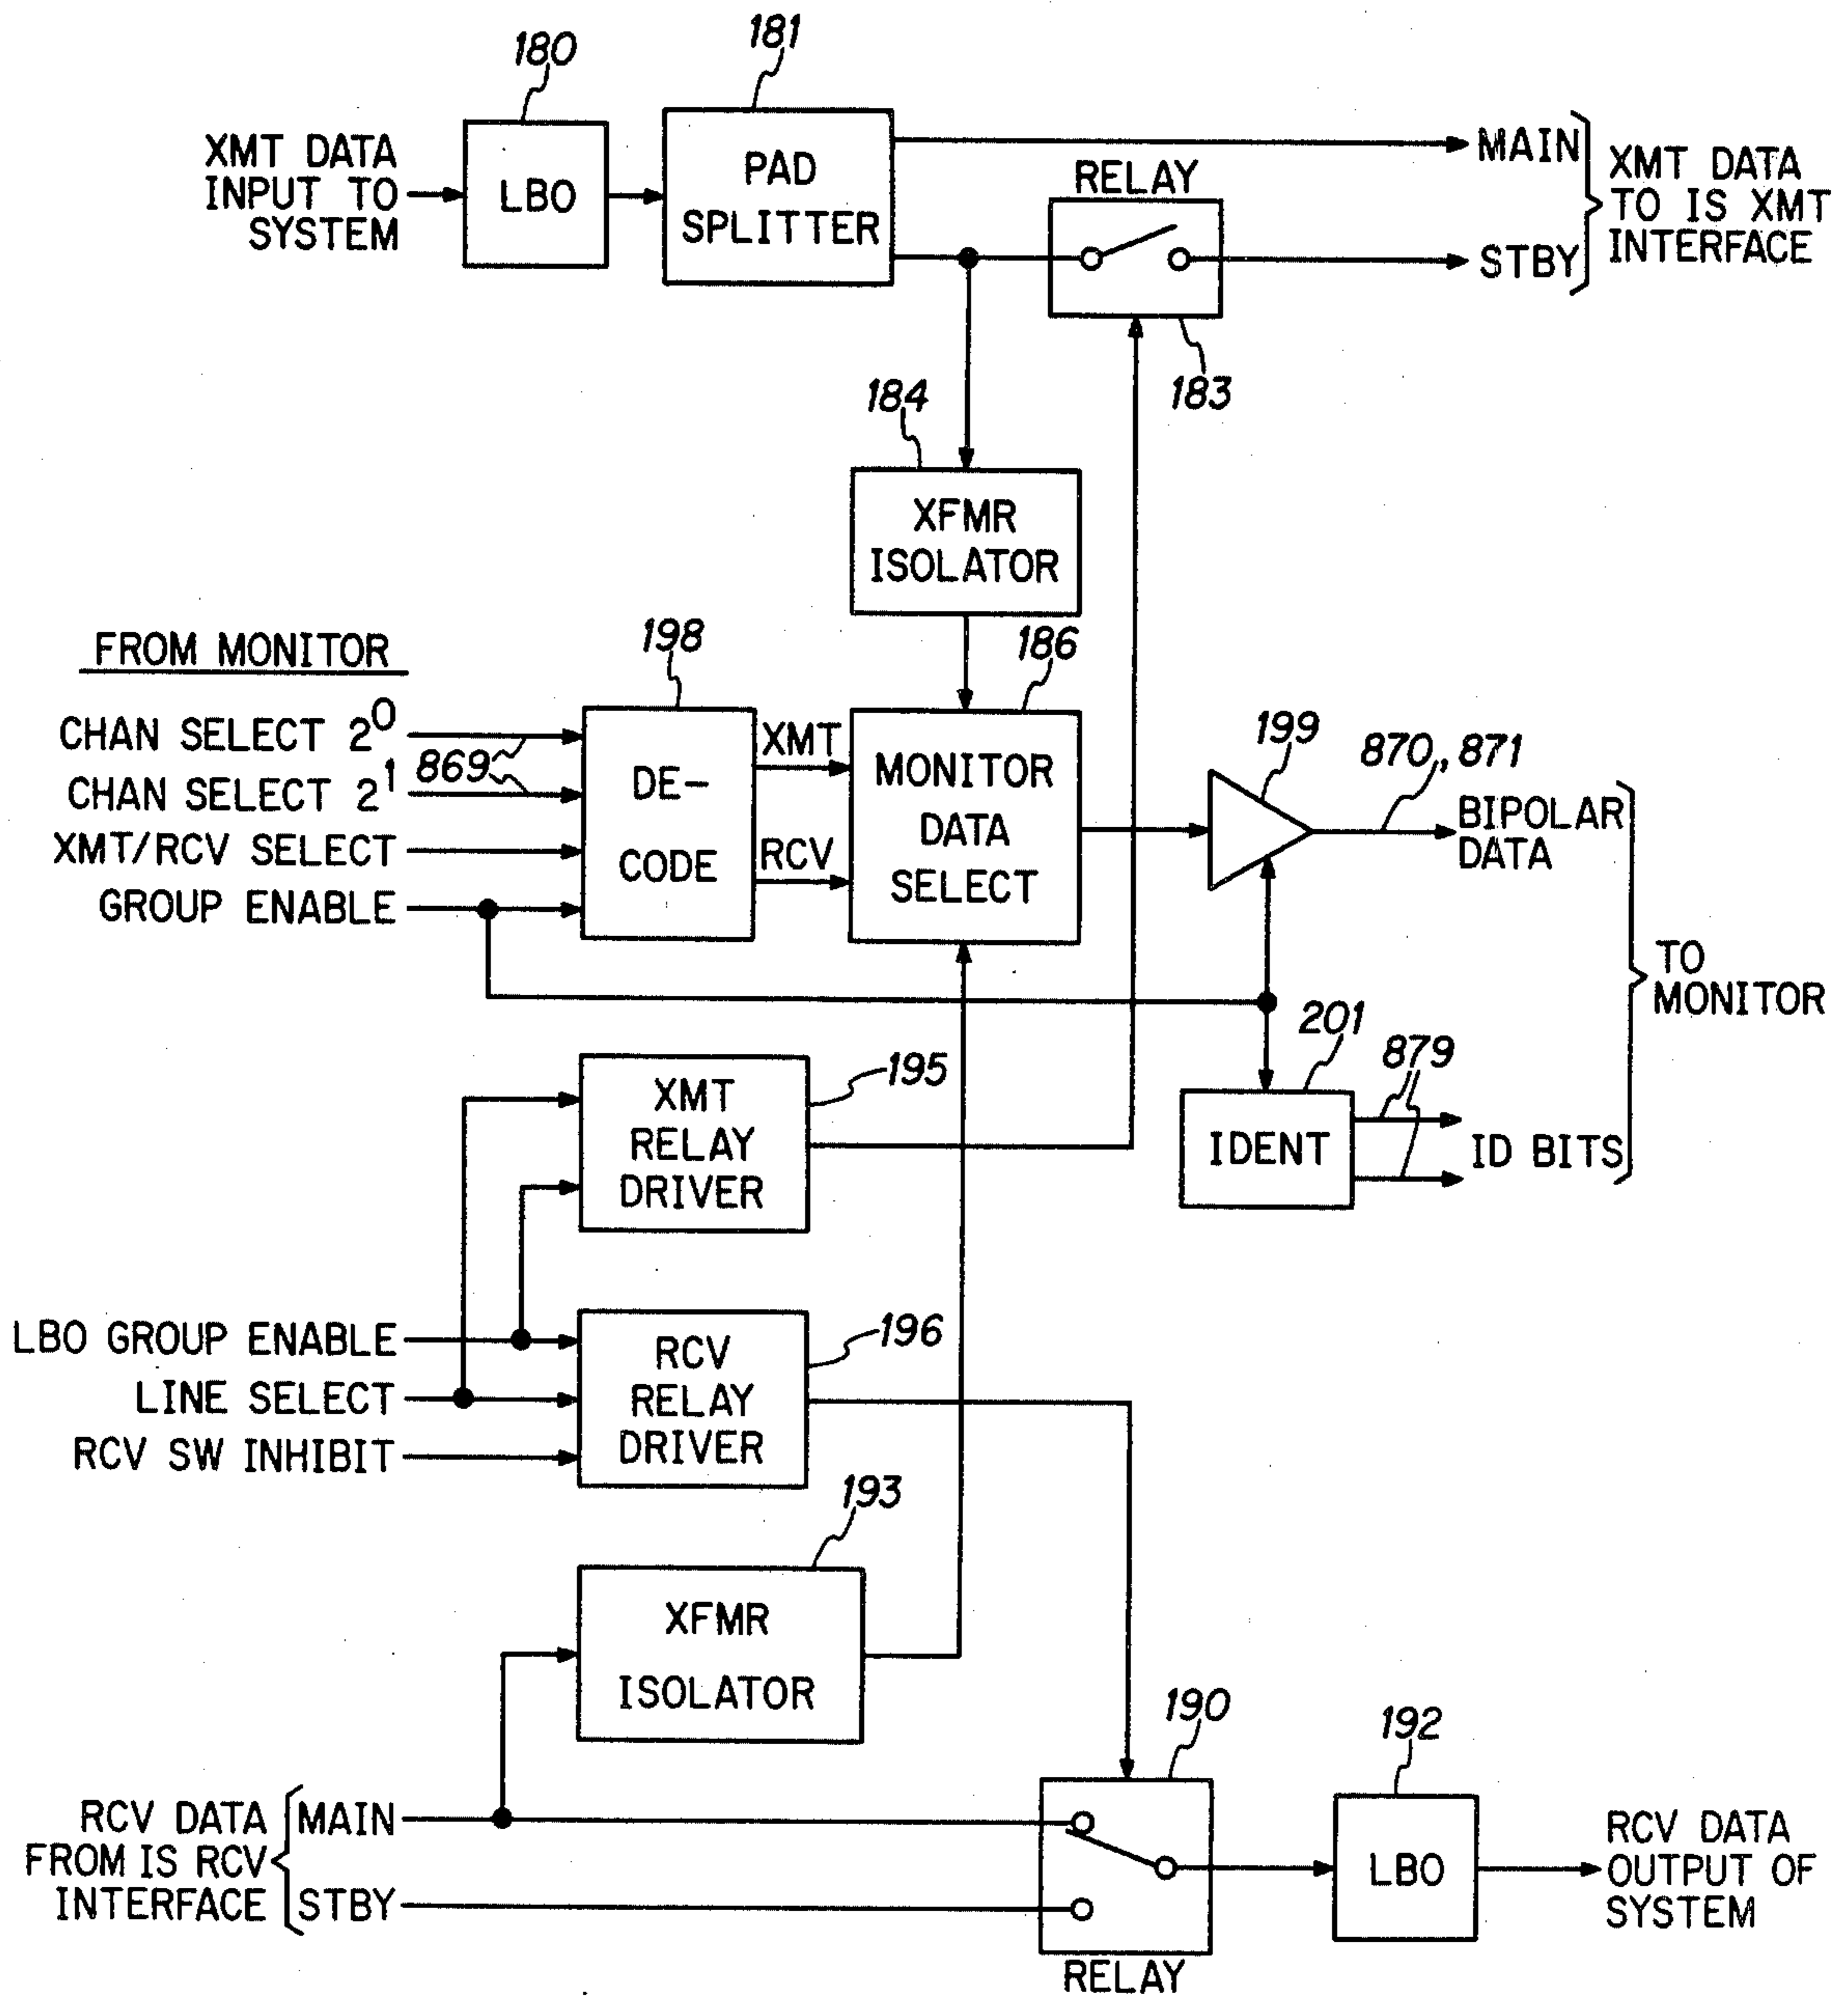 180
181
XMT DATA
INPUT TO
SYSTEM
LBO
PAD
SPLITTER
RELAY
MAIN
STBY
XMT DATA
TO IS XMT
INTERFACE
183
184
XFMR
ISOLATOR
FROM MONITOR
198
186
CHAN SELECT 2⁰
869
CHAN SELECT 2¹
XMT/RCV SELECT
GROUP ENABLE
DE-
CODE
XMT
RCV
MONITOR
DATA
SELECT
199
870, 871
BIPOLAR
DATA
TO
MONITOR
201
879
IDENT
ID BITS
195
XMT
RELAY
DRIVER
LBO GROUP ENABLE
LINE SELECT
RCV SW INHIBIT
196
RCV
RELAY
DRIVER
193
XFMR
ISOLATOR
190
192
RCV DATA
FROM IS RCV
INTERFACE
MAIN
STBY
RELAY
LBO
RCV DATA
OUTPUT OF
SYSTEM